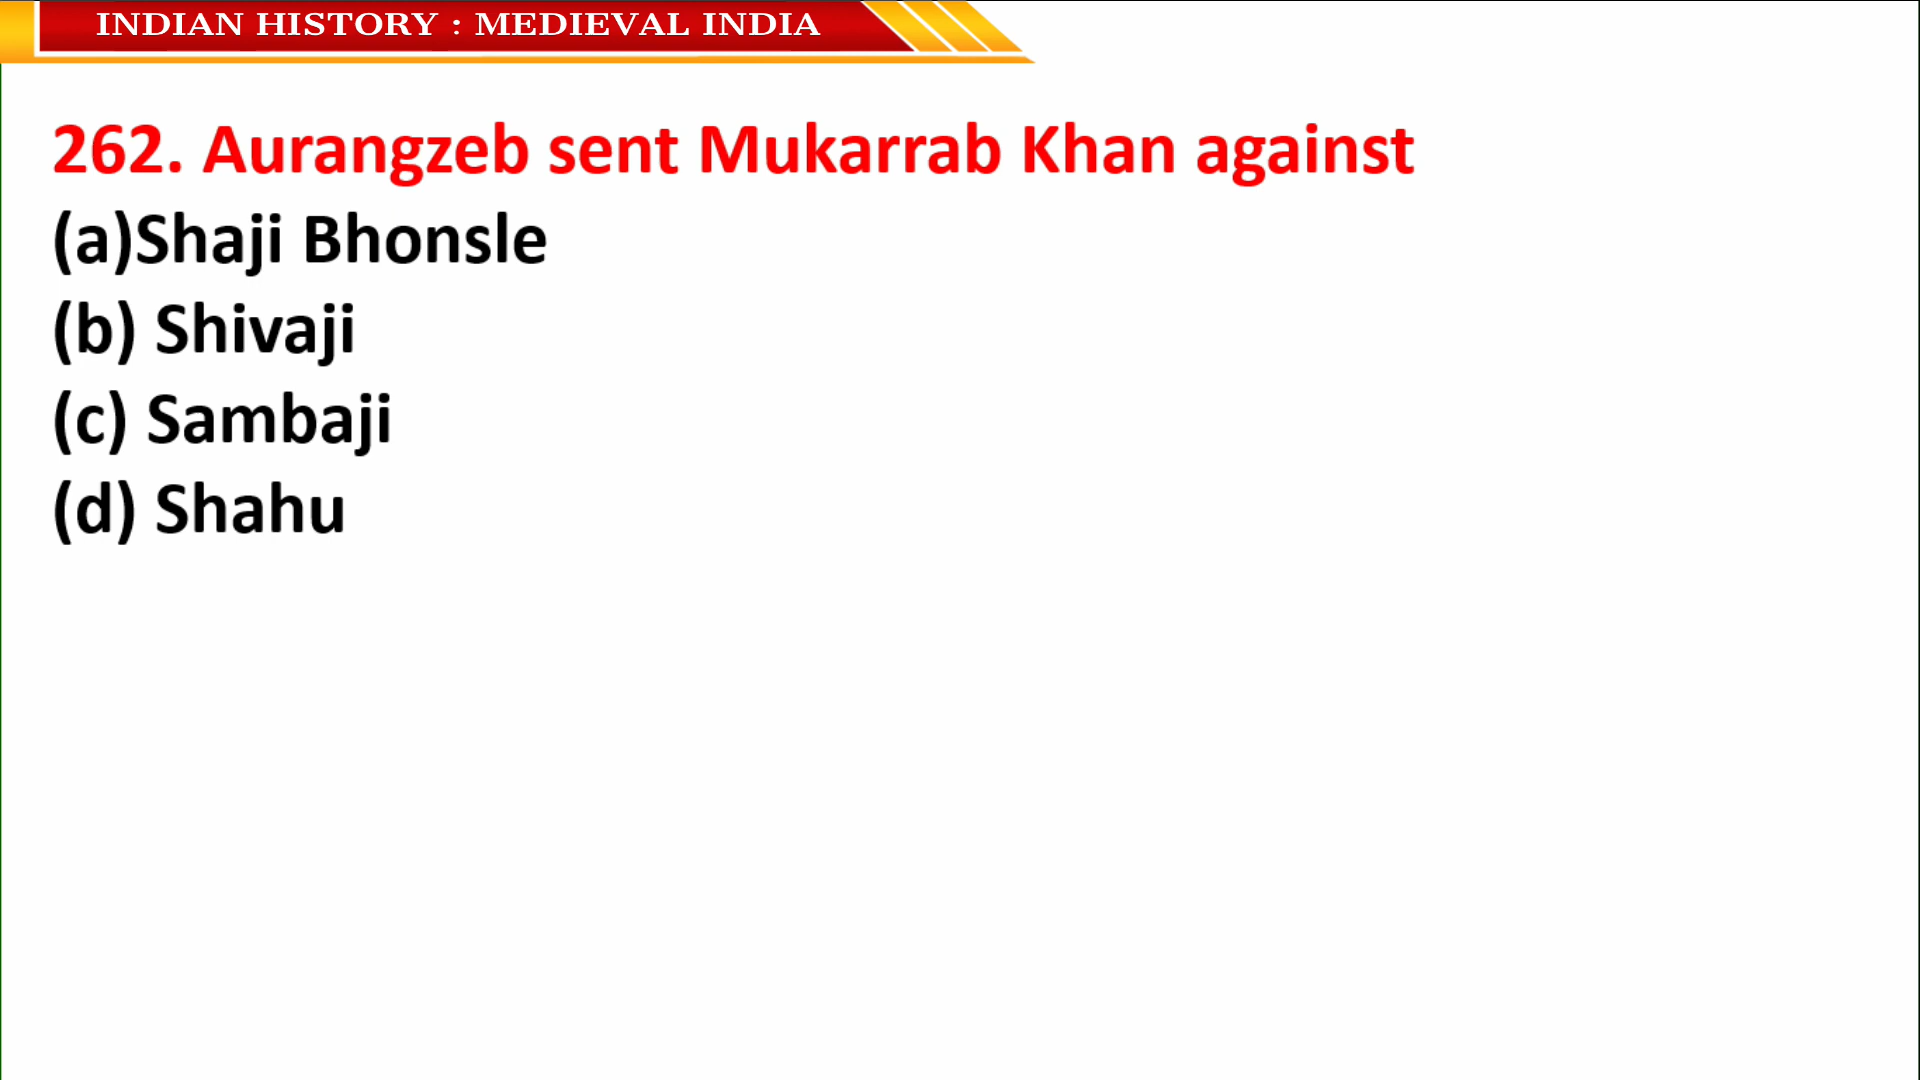 INDIAN HISTORY : MEDIEVAL INDIA
262. Aurangzeb sent Mukarrab Khan against
(a)Shaji Bhonsle
(b) Shivaji
(c) Sambaji
(d) Shahu